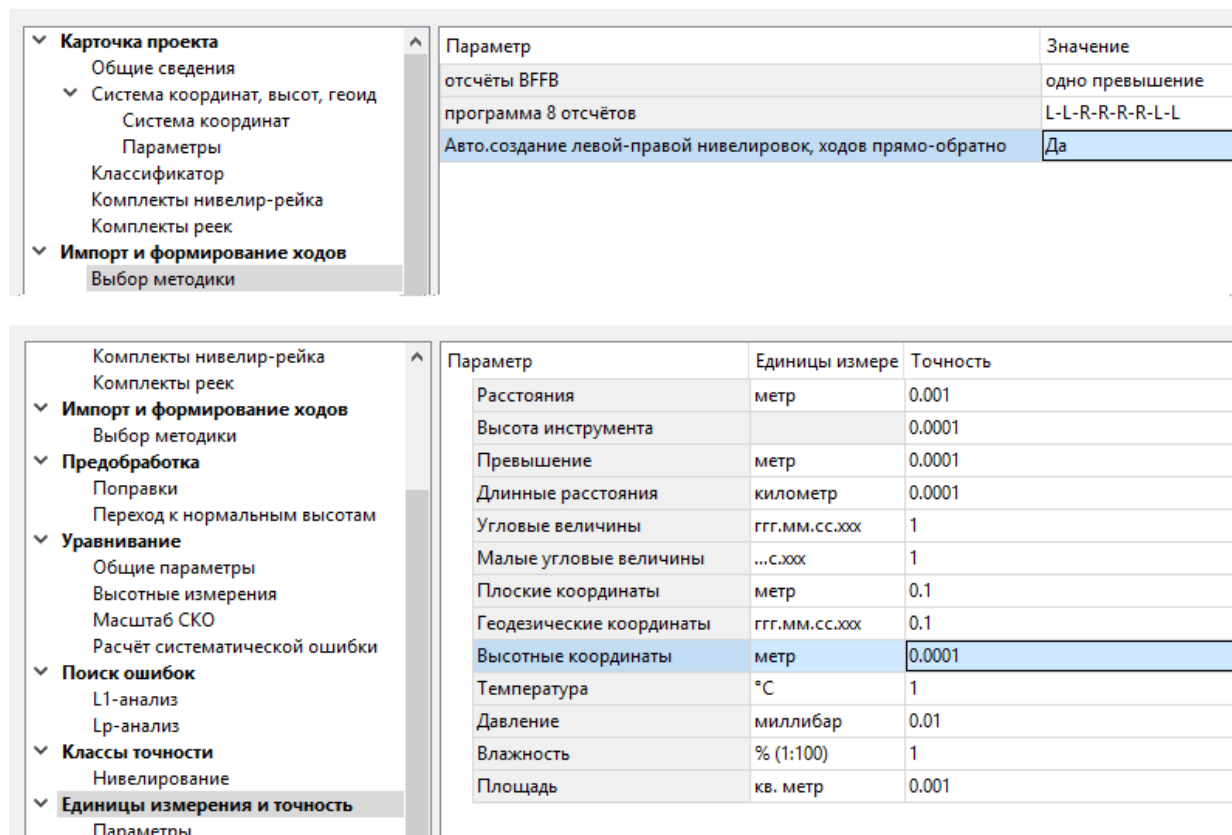 Карточка проекта
Общие сведения
Система координат, высот, геоид
Система координат
Параметры
Классификатор
Комплекты нивелир-рейка
Комплекты реек
Импорт и формирование ходов
Выбор методики
Параметр Значение
отсчёты BFFB одно превышение
программа 8 отсчётов L-L-R-R-R-R-L-L
Авто.создание левой-правой нивелировок, ходов прямо-обратно Да
Комплекты нивелир-рейка
Комплекты реек
Импорт и формирование ходов
Выбор методики
Предобработка
Поправки
Переход к нормальным высотам
Уравнивание
Общие параметры
Высотные измерения
Масштаб СКО
Расчёт систематической ошибки
Поиск ошибок
L1-анализ
Lp-анализ
Классы точности
Нивелирование
Единицы измерения и точность
Параметры
Параметр Единицы измере Точность
Расстояния метр 0.001
Высота инструмента 0.0001
Превышение метр 0.0001
Длинные расстояния километр 0.0001
Угловые величины ггг.мм.сс.xxx 1
Малые угловые величины ...с.xxx 1
Плоские координаты метр 0.1
Геодезические координаты ггг.мм.сс.xxx 0.1
Высотные координаты метр 0.0001
Температура °C 1
Давление миллибар 0.01
Влажность % (1:100) 1
Площадь кв. метр 0.001